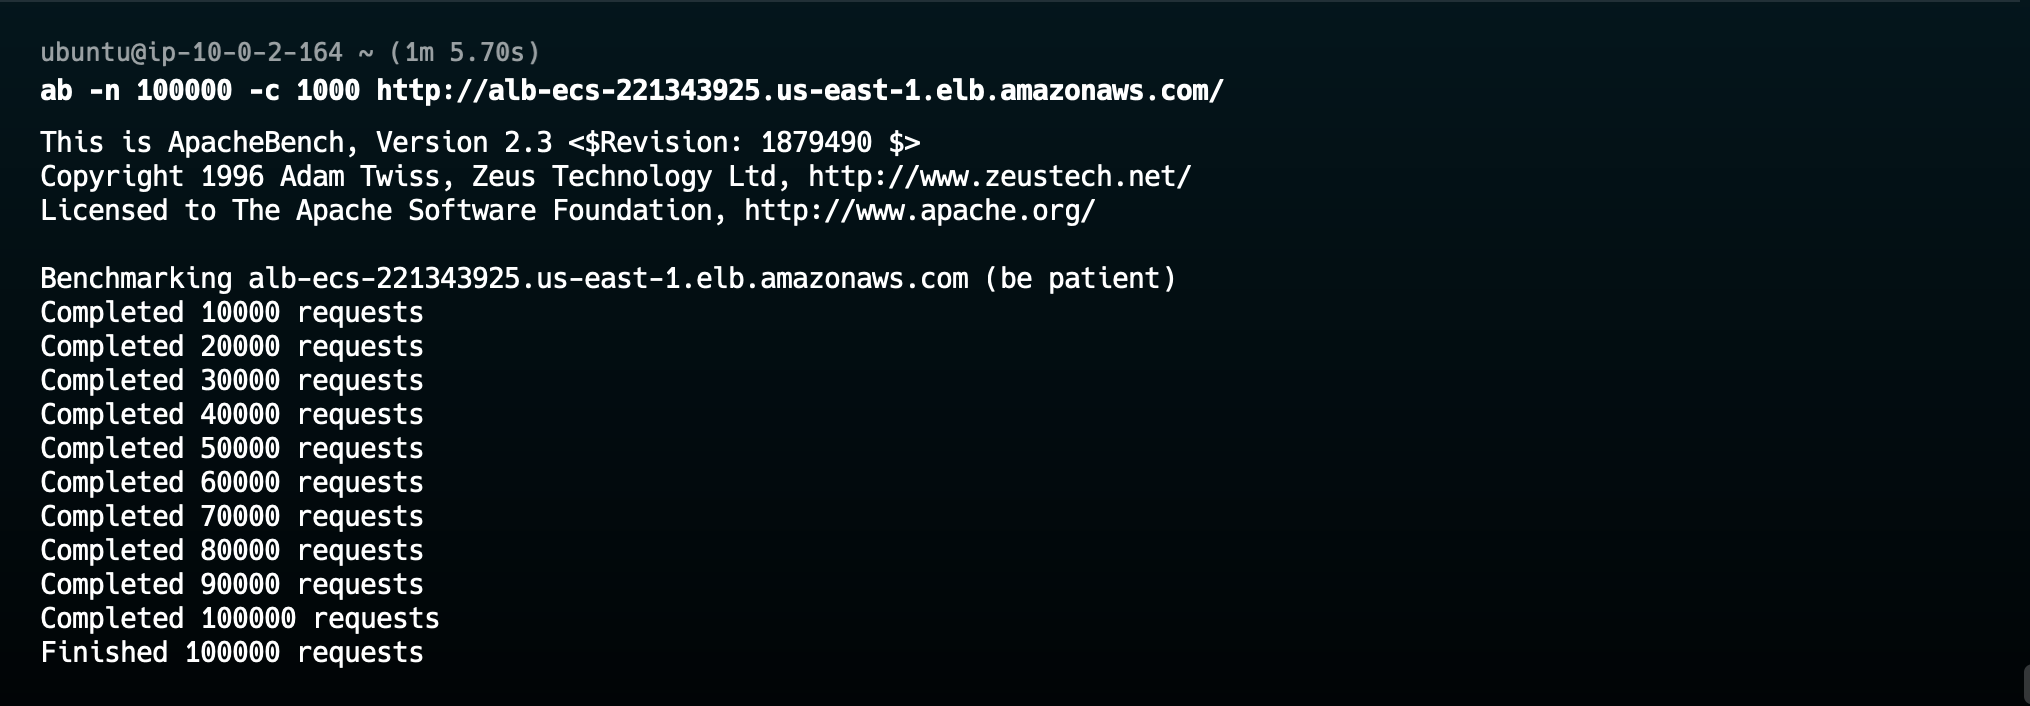 ubuntu@ip-10-0-2-164 ~ (1m 5.70s)
ab -n 100000 -c 1000 http://alb-ecs-221343925.us-east-1.elb.amazonaws.com/
This is ApacheBench, Version 2.3 <$Revision: 1879490 $>
Copyright 1996 Adam Twiss, Zeus Technology Ltd, http://www.zeustech.net/
Licensed to The Apache Software Foundation, http://www.apache.org/

Benchmarking alb-ecs-221343925.us-east-1.elb.amazonaws.com (be patient)
Completed 10000 requests
Completed 20000 requests
Completed 30000 requests
Completed 40000 requests
Completed 50000 requests
Completed 60000 requests
Completed 70000 requests
Completed 80000 requests
Completed 90000 requests
Completed 100000 requests
Finished 100000 requests